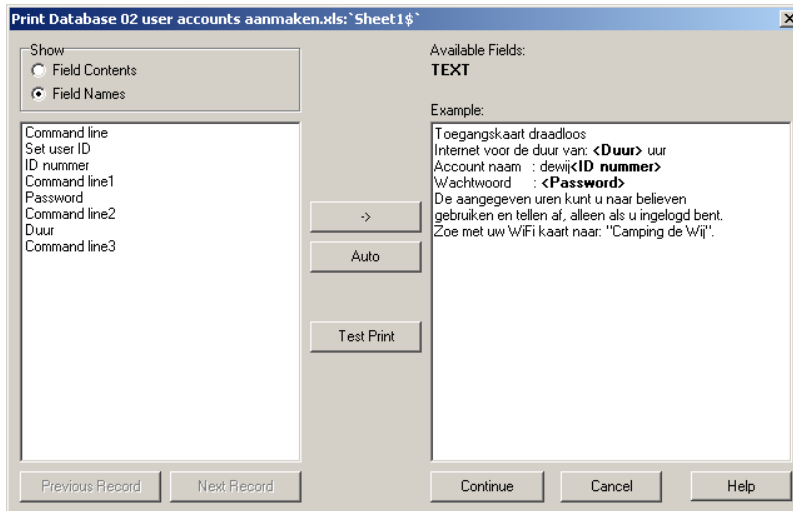 Print Database 02 user accounts aanmaken.xls:`Sheet1$`
Show
Field Contents
Field Names
Command line
Set user ID
ID nummer
Command line1
Password
Command line2
Duur
Command line3
->
Auto
Test Print
Available Fields:
TEXT
Example:
Toegangskaart draadloos
Internet voor de duur van: <Duur> uur
Account naam : dewij<ID nummer>
Wachtwoord : <Password>
De aangegeven uren kunt u naar believen
gebruiken en tellen af, alleen als u ingelogd bent.
Zoe met uw WiFi kaart naar: "Camping de Wij".
Previous Record
Next Record
Continue
Cancel
Help